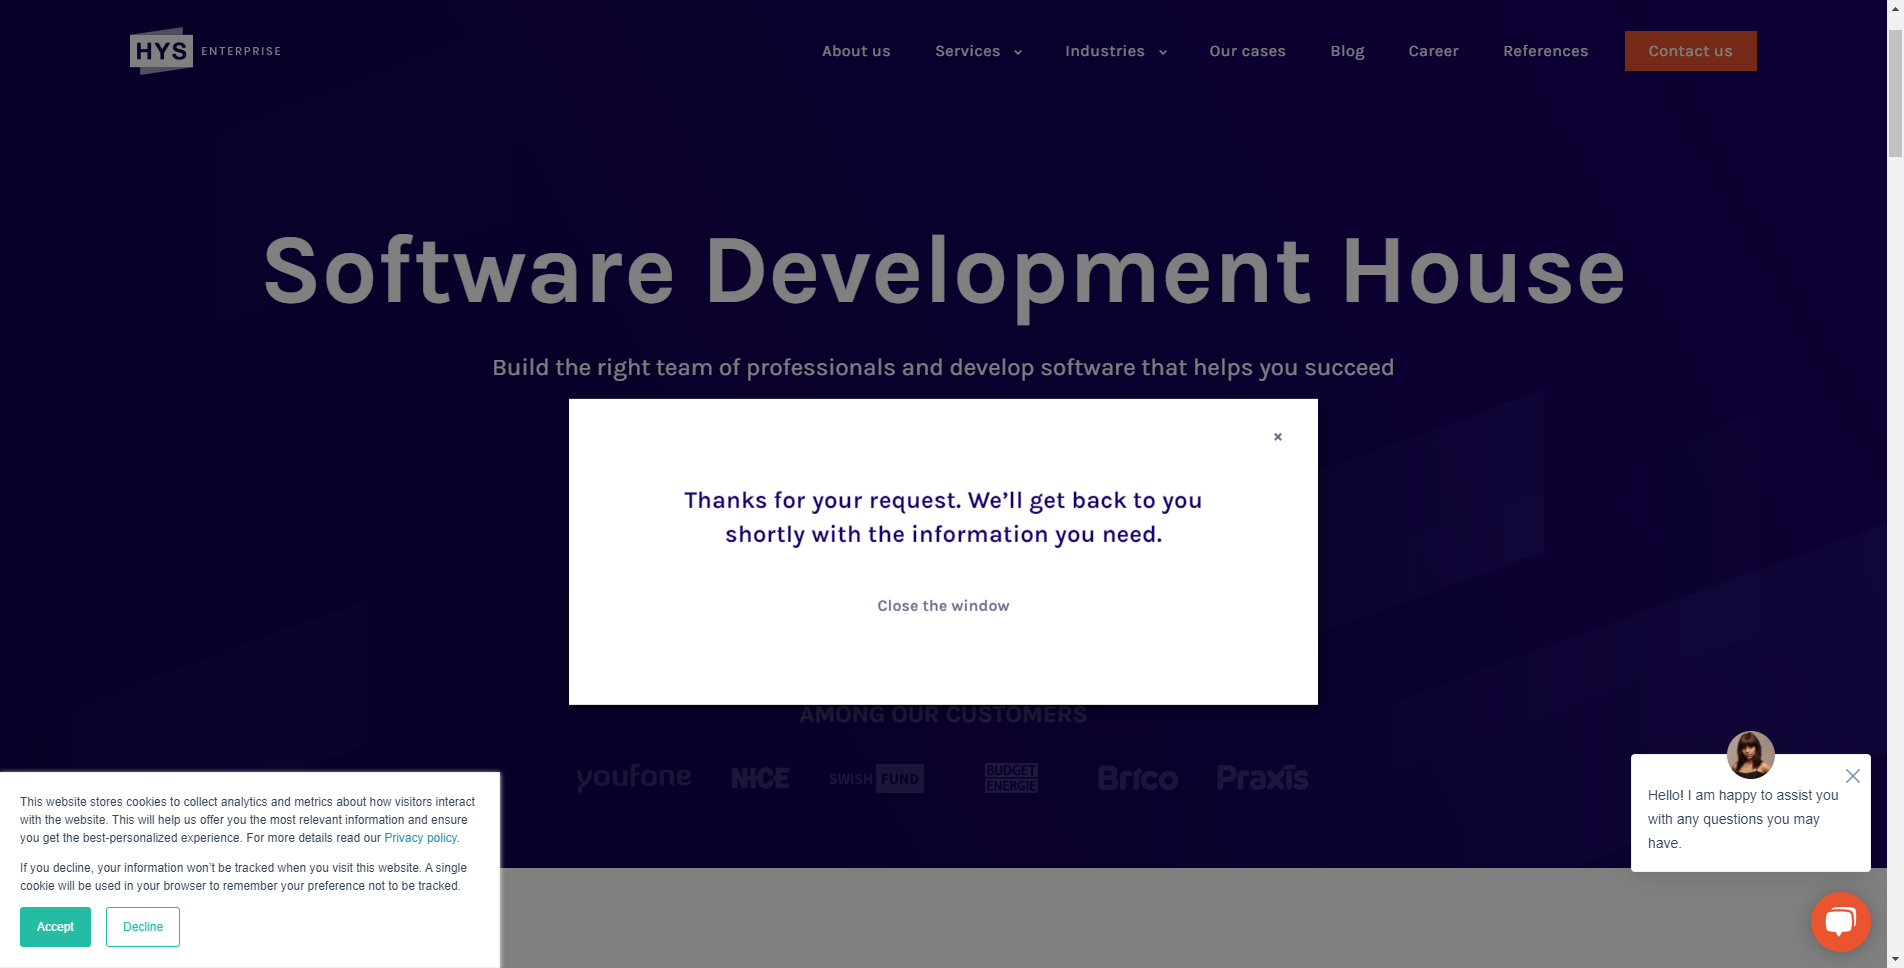 HYS ENTERPRISE
About us
Services
Industries
Our cases
Blog
Career
References
Contact us
Software Development House
Build the right team of professionals and develop software that helps you succeed
×
Thanks for your request. We’ll get back to you
shortly with the information you need.
Close the window
AMONG OUR CUSTOMERS
youfone
NICE
SWISH FUND
BUDGET
ENERGIE
Brico
Praxis
This website stores cookies to collect analytics and metrics about how visitors interact
with the website. This will help us offer you the most relevant information and ensure
you get the best-personalized experience. For more details read our Privacy policy.
If you decline, your information won’t be tracked when you visit this website. A single
cookie will be used in your browser to remember your preference not to be tracked.
Accept
Decline
Hello! I am happy to assist you
with any questions you may
have.